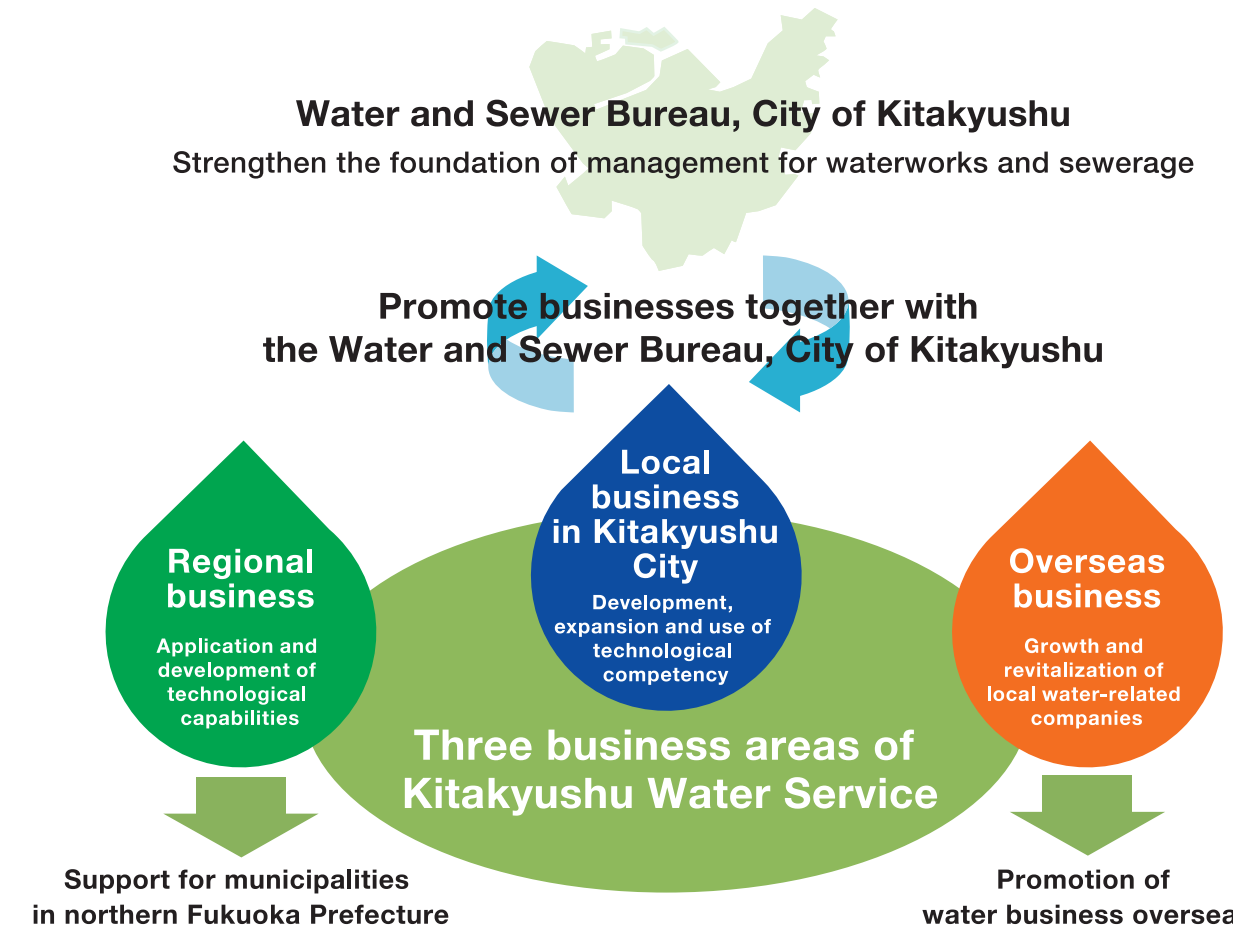 Water and Sewer Bureau, City of Kitakyushu
Strengthen the foundation of management for waterworks and sewerage
Promote businesses together with
the Water and Sewer Bureau, City of Kitakyushu
Regional
business
Application and
development of
technological
capabilities
Local
business
in Kitakyushu
City
Development,
expansion and use of
technological
competency
Overseas
business
Growth and
revitalization of
local water-related
companies
Three business areas of
Kitakyushu Water Service
Support for municipalities
in northern Fukuoka Prefecture
Promotion of
water business oversea